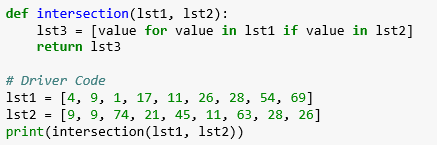 def intersection(lst1, lst2):
    lst3 = [value for value in lst1 if value in lst2]
    return lst3

# Driver Code
lst1 = [4, 9, 1, 17, 11, 26, 28, 54, 69]
lst2 = [9, 9, 74, 21, 45, 11, 63, 28, 26]
print(intersection(lst1, lst2))